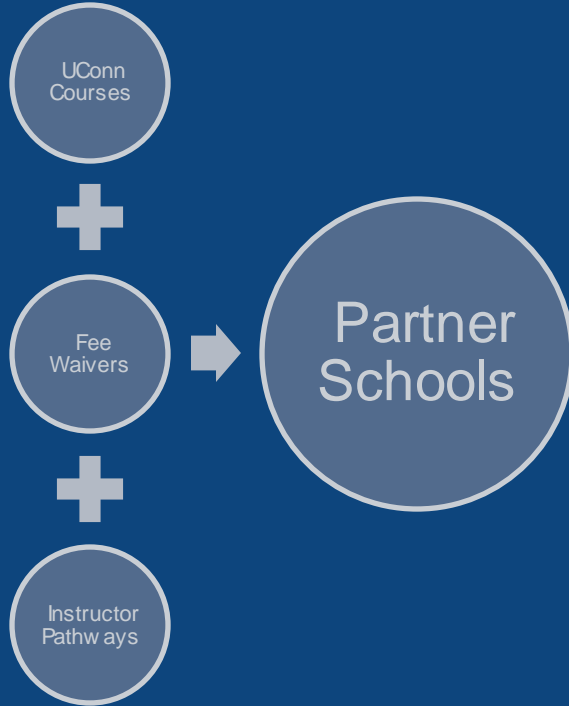 UConn
Courses
Fee
Waivers
Partner
Schools
Instructor
Pathways